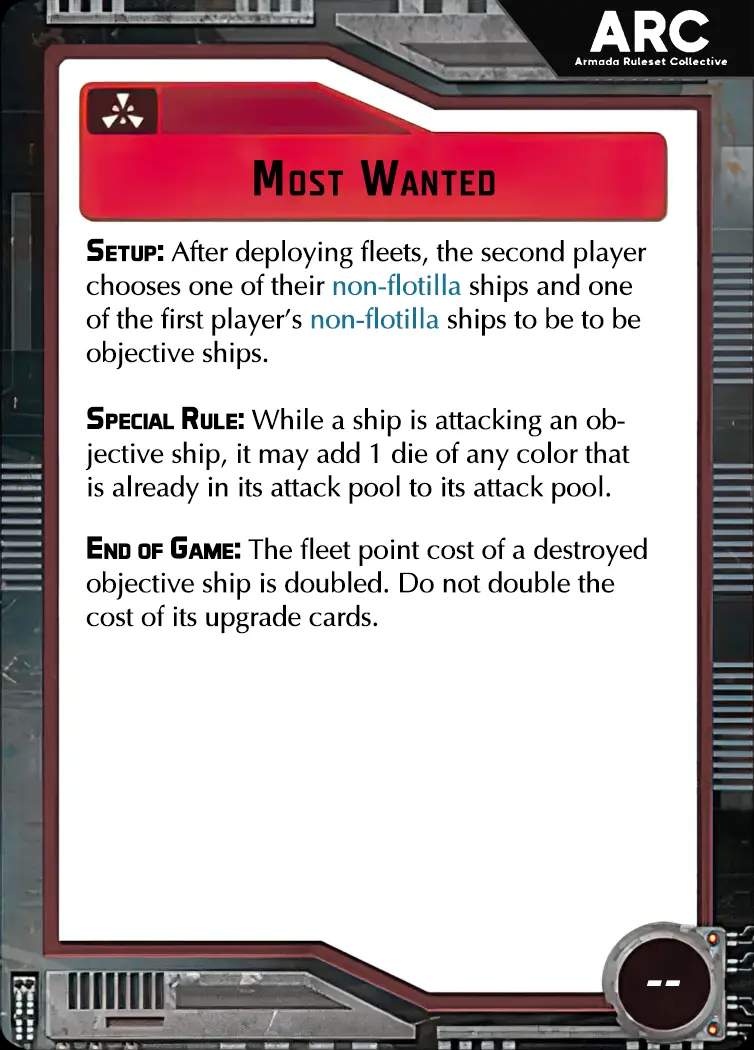 ARC
Armada Ruleset Collective
Most Wanted
Setup: After deploying fleets, the second player
chooses one of their non-flotilla ships and one
of the first player’s non-flotilla ships to be to be
objective ships.
Special Rule: While a ship is attacking an ob-
jective ship, it may add 1 die of any color that
is already in its attack pool to its attack pool.
End of Game: The fleet point cost of a destroyed
objective ship is doubled. Do not double the
cost of its upgrade cards.
--